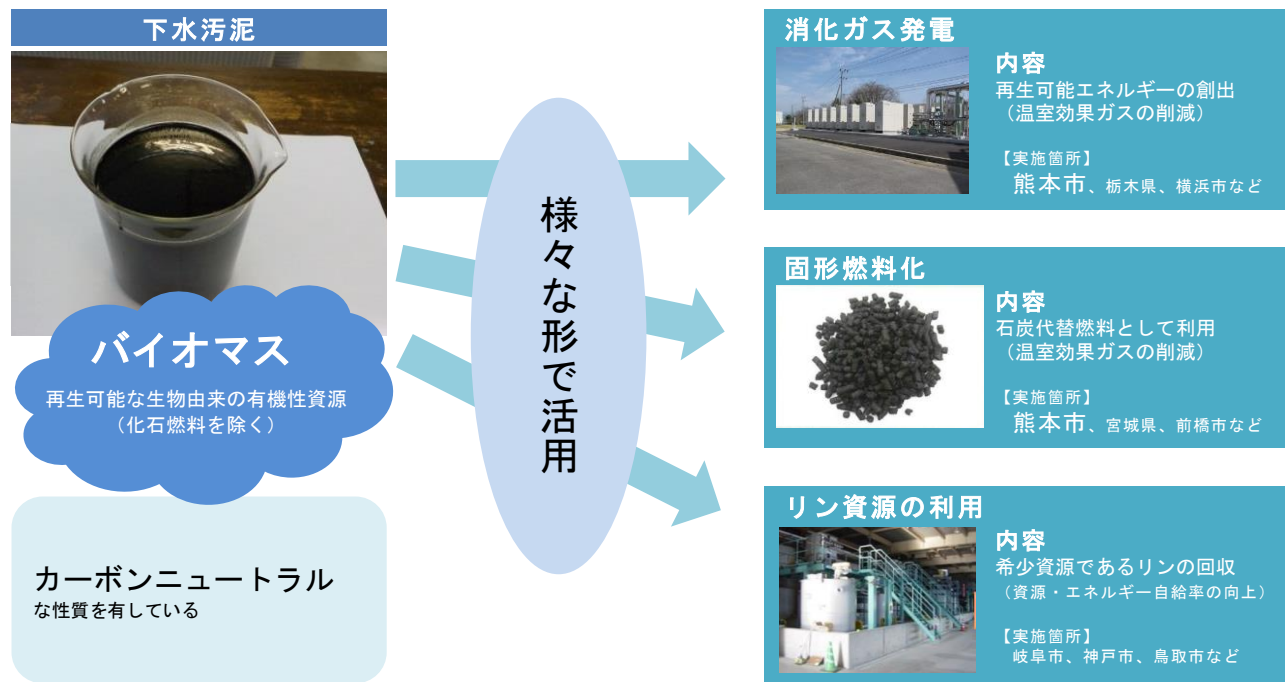 下水汚泥
バイオマス
再生可能な生物由来の有機性資源
（化石燃料を除く）
カーボンニュートラル
な性質を有している
様々な形で活用
消化ガス発電
内容
再生可能エネルギーの創出
（温室効果ガスの削減）
【実施箇所】
熊本市、栃木県、横浜市など
固形燃料化
内容
石炭代替燃料として利用
（温室効果ガスの削減）
【実施箇所】
熊本市、宮城県、前橋市など
リン資源の利用
内容
希少資源であるリンの回収
（資源・エネルギー自給率の向上）
【実施箇所】
岐阜市、神戸市、鳥取市など